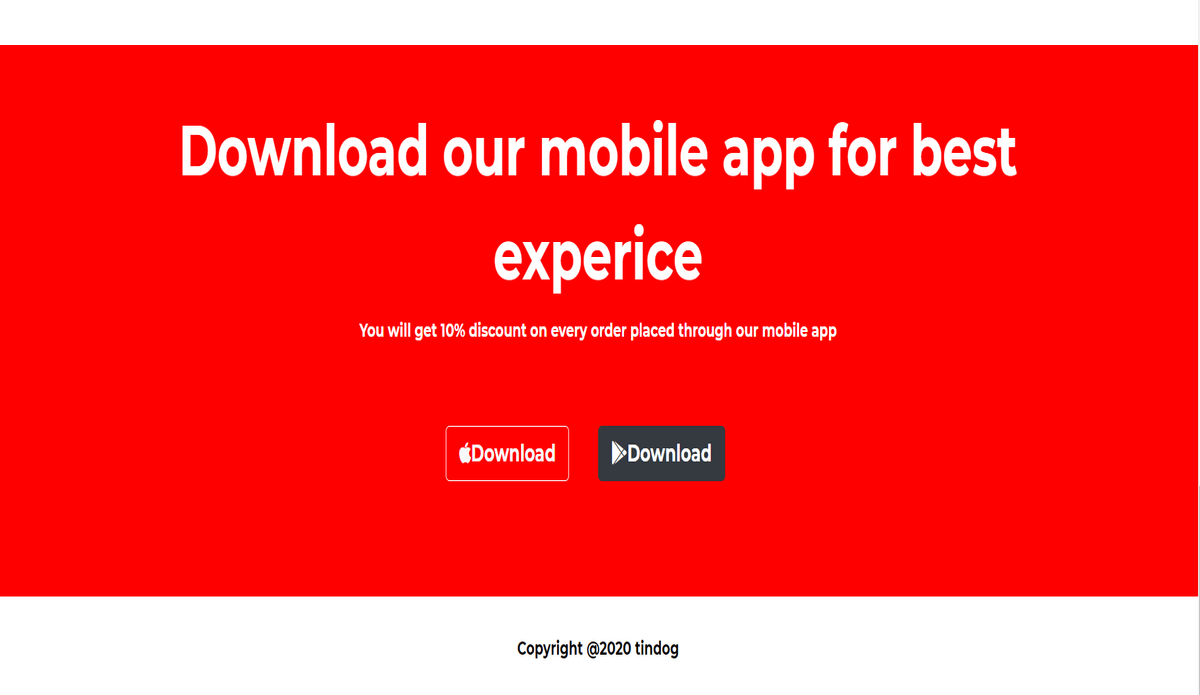 Download our mobile app for best
experice
You will get 10% discount on every order placed through our mobile app
Download
Download
Copyright @2020 tindog